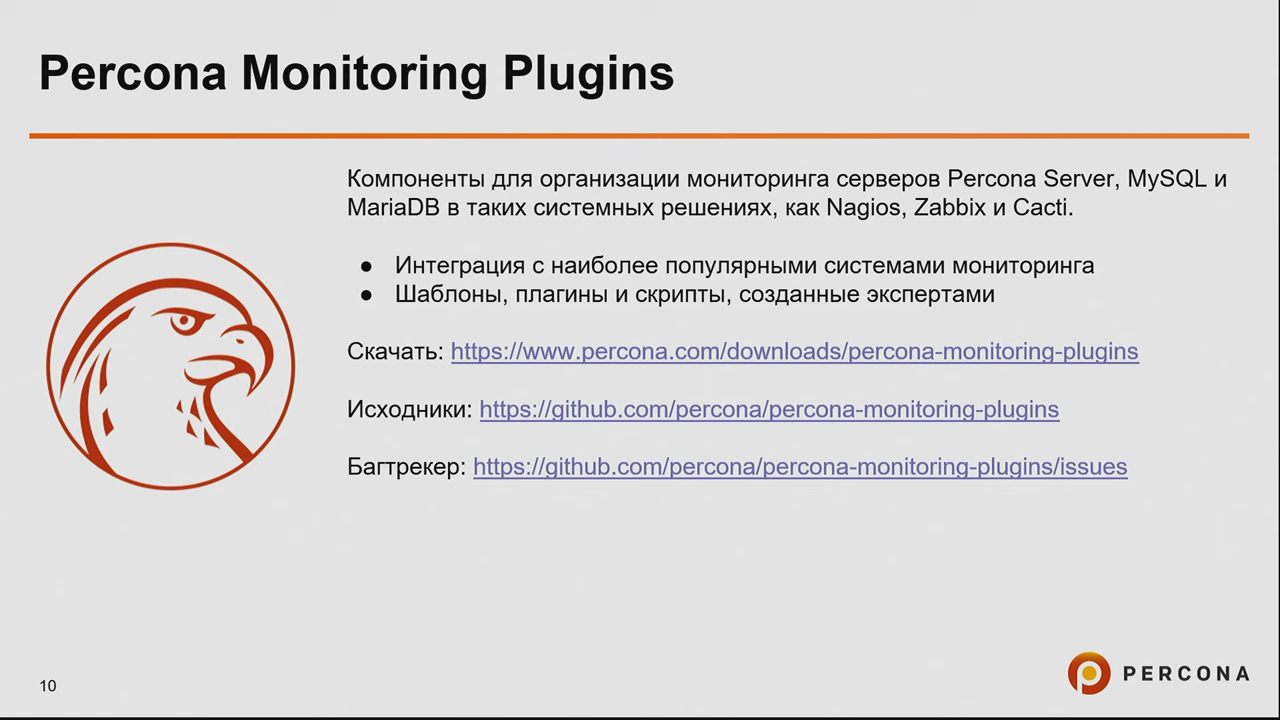 Percona Monitoring Plugins
Компоненты для организации мониторинга серверов Percona Server, MySQL и
MariaDB в таких системных решениях, как Nagios, Zabbix и Cacti.
● Интеграция с наиболее популярными системами мониторинга
● Шаблоны, плагины и скрипты, созданные экспертами
Скачать: https://www.percona.com/downloads/percona-monitoring-plugins
Исходники: https://github.com/percona/percona-monitoring-plugins
Багтрекер: https://github.com/percona/percona-monitoring-plugins/issues
10
PERCONA